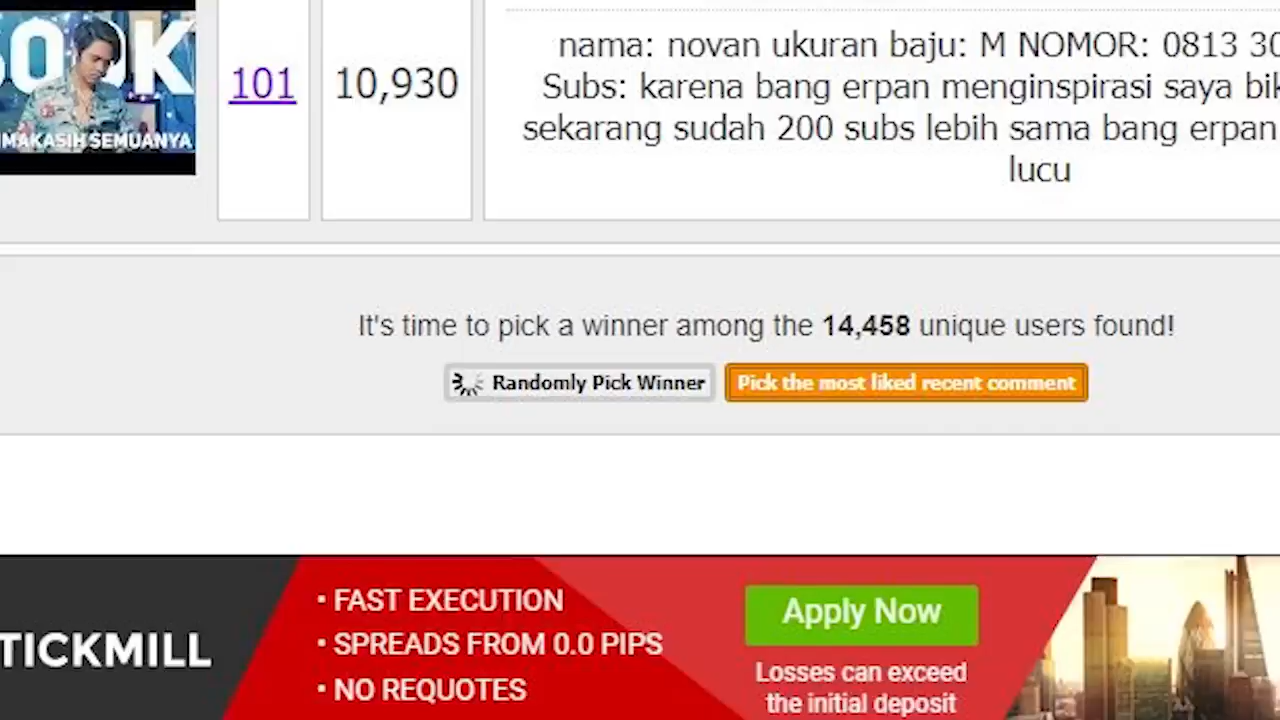 OOK
MAKASIH SEMUANYA
101
10,930
nama: novan ukuran baju: M NOMOR: 0813 30
Subs: karena bang erpan menginspirasi saya bik
sekarang sudah 200 subs lebih sama bang erpan
lucu
It's time to pick a winner among the 14,458 unique users found!
Randomly Pick Winner
Pick the most liked recent comment
TICKMILL
• FAST EXECUTION
• SPREADS FROM 0.0 PIPS
• NO REQUOTES
Apply Now
Losses can exceed
the initial deposit